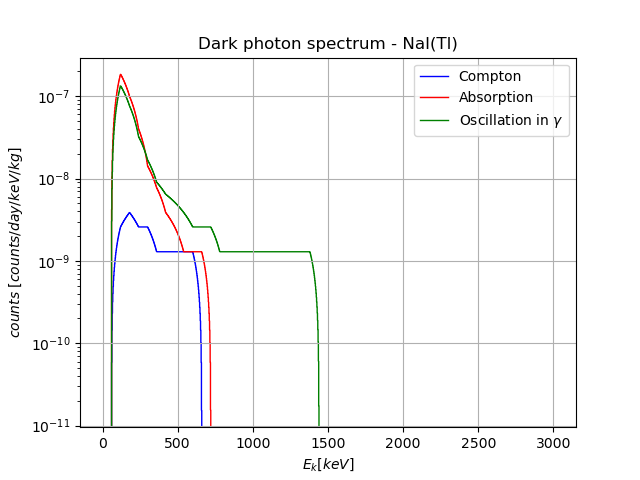 Dark photon spectrum - NaI(Tl)
Compton
Absorption
Oscillation in γ
counts [counts/day/keV/kg]
10⁻⁷
10⁻⁸
10⁻⁹
10⁻¹⁰
10⁻¹¹
0 500 1000 1500 2000 2500 3000
E_k[keV]